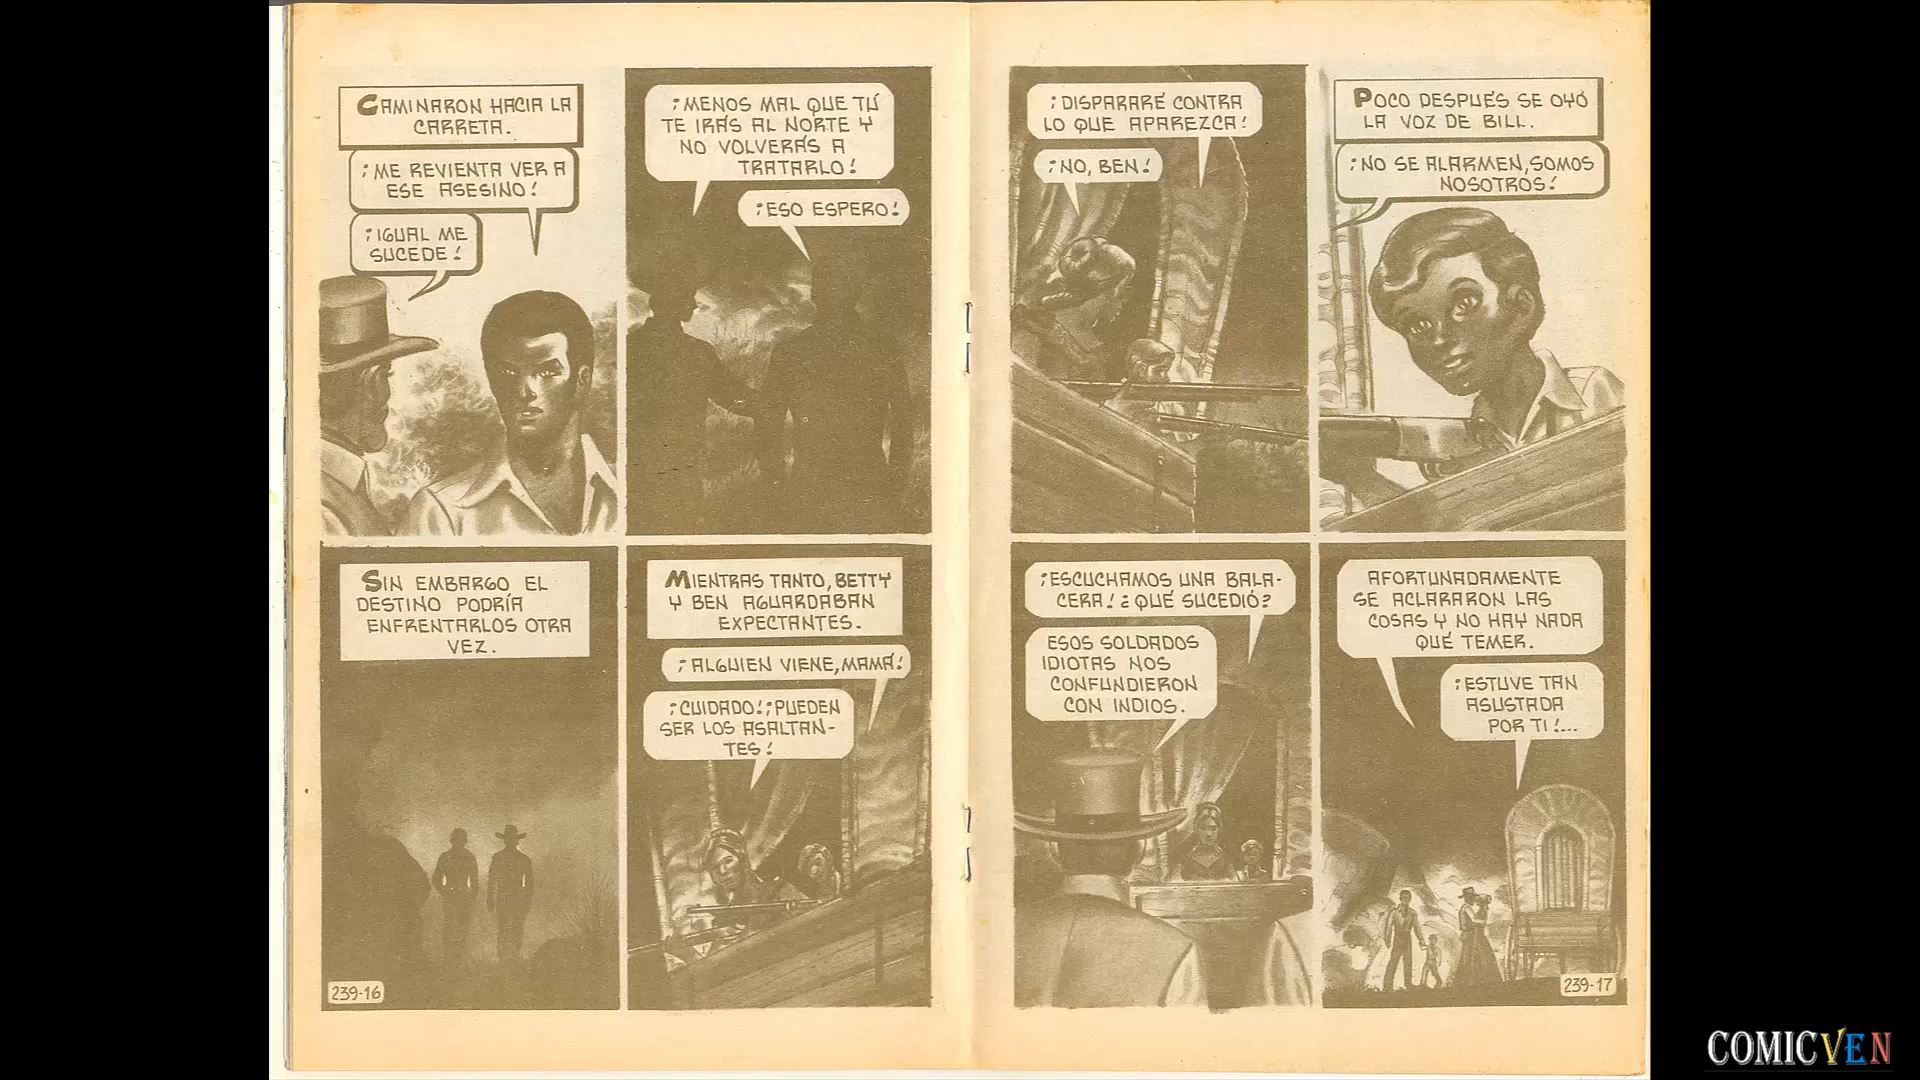 CAMINARON HACIA LA
CARRETA.
¡ME REVIENTA VER A
ESE ASESINO!
¡IGUAL ME
SUCEDE!
¡MENOS MAL QUE TÚ
TE IRÁS AL NORTE Y
NO VOLVERÁS A
TRATARLO!
¡ESO ESPERO!
SIN EMBARGO EL
DESTINO PODRÍA
ENFRENTARLOS OTRA
VEZ.
239-16
MIENTRAS TANTO, BETTY
Y BEN AGUARDABAN
EXPECTANTES.
¡ALGUIEN VIENE, MAMÁ!
¡CUIDADO! ¡PUEDEN
SER LOS ASALTAN-
TES!
¡DISPARARÉ CONTRA
LO QUE APAREZCA!
¡NO, BEN!
POCO DESPUÉS SE OYÓ
LA VOZ DE BILL.
¡NO SE ALARMEN, SOMOS
NOSOTROS!
¡ESCUCHAMOS UNA BALA-
CERA! ¿QUÉ SUCEDIÓ?
ESOS SOLDADOS
IDIOTAS NOS
CONFUNDIERON
CON INDIOS.
AFORTUNADAMENTE
SE ACLARARON LAS
COSAS Y NO HAY NADA
QUÉ TEMER.
¡ESTUVE TAN
ASUSTADA
POR TI!...
239-17
COMICVEN